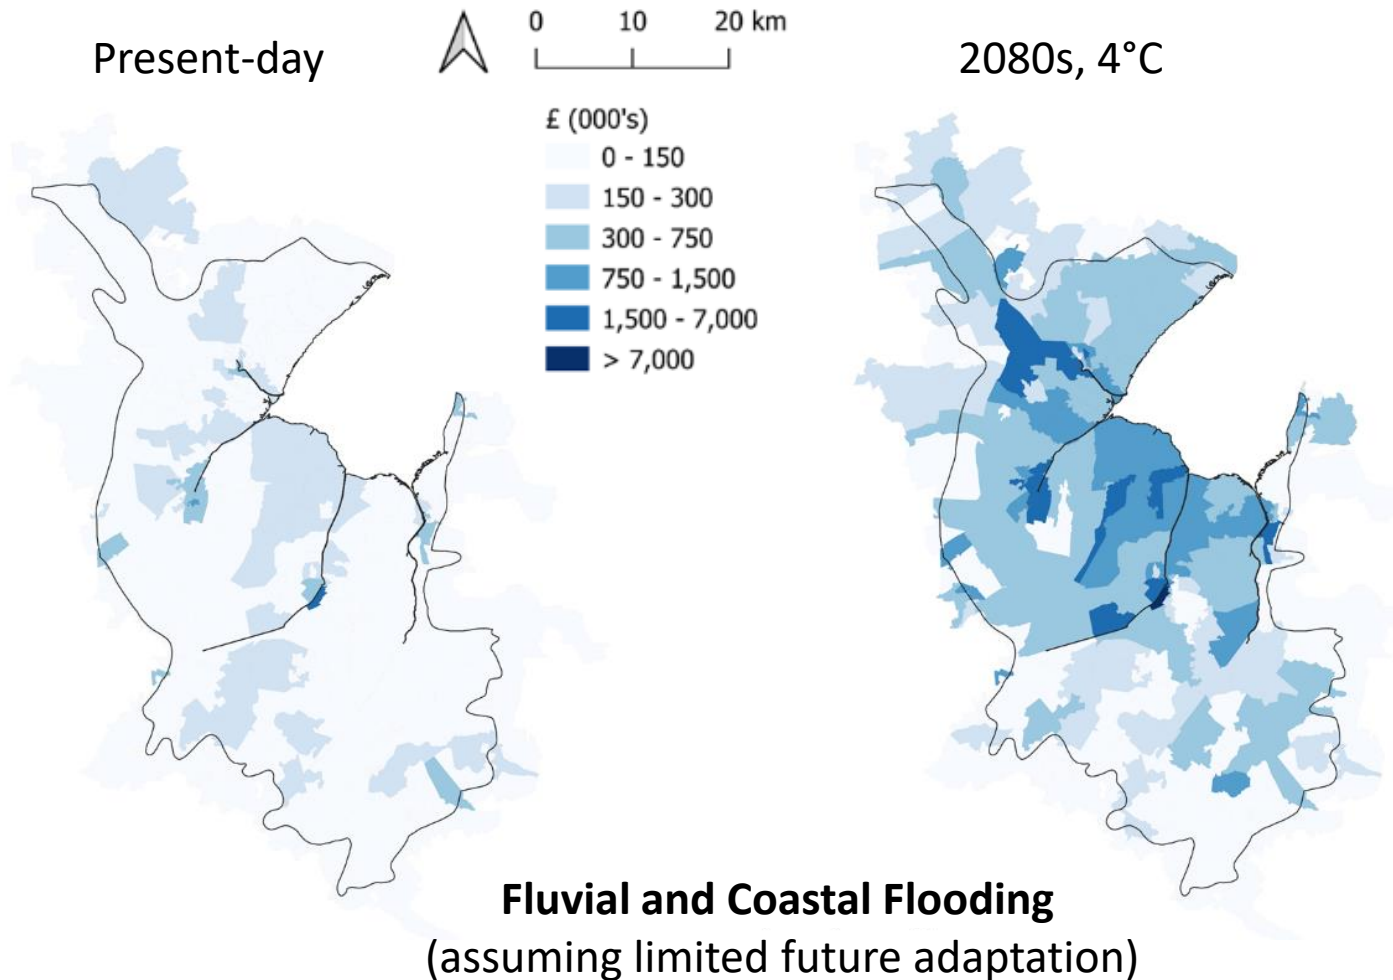 Present-day
0 10 20 km
2080s, 4°C
£ (000's)
0 - 150
150 - 300
300 - 750
750 - 1,500
1,500 - 7,000
> 7,000
Fluvial and Coastal Flooding
(assuming limited future adaptation)